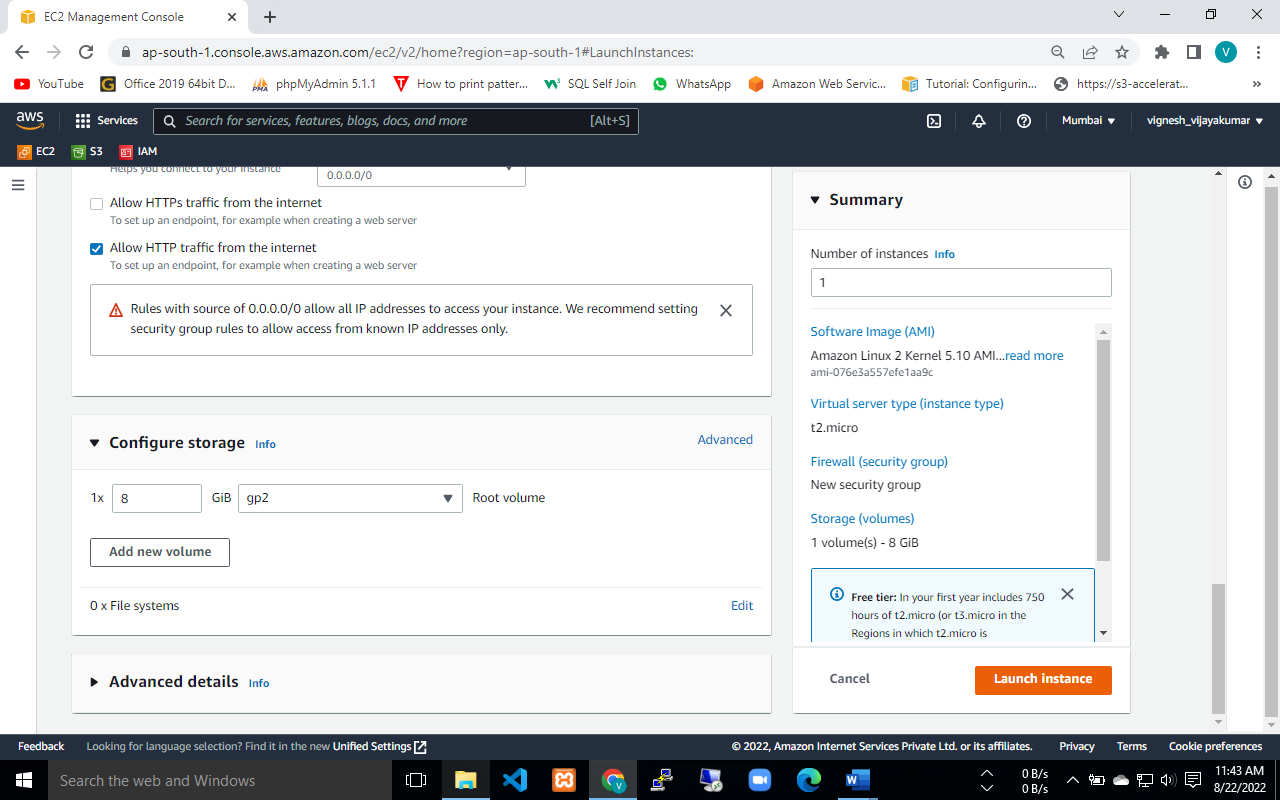 EC2 Management Console
ap-south-1.console.aws.amazon.com/ec2/v2/home?region=ap-south-1#LaunchInstances:
V
YouTube
Office 2019 64bit D...
phpMyAdmin 5.1.1
How to print patter...
SQL Self Join
WhatsApp
Amazon Web Servic...
Tutorial: Configurin...
https://s3-accelerat...
»
aws
Services
Search for services, features, blogs, docs, and more
[Alt+S]
Mumbai
vignesh_vijayakumar
EC2
S3
IAM
Helps you connect to your instance
0.0.0.0/0
Allow HTTPs traffic from the internet
To set up an endpoint, for example when creating a web server
Allow HTTP traffic from the internet
To set up an endpoint, for example when creating a web server
Rules with source of 0.0.0.0/0 allow all IP addresses to access your instance. We recommend setting
security group rules to allow access from known IP addresses only.
Configure storage Info
Advanced
1x 8 GiB gp2 Root volume
Add new volume
0 x File systems
Edit
Advanced details Info
Summary
Number of instances Info
1
Software Image (AMI)
Amazon Linux 2 Kernel 5.10 AMI...read more
ami-076e3a557efe1aa9c
Virtual server type (instance type)
t2.micro
Firewall (security group)
New security group
Storage (volumes)
1 volume(s) - 8 GiB
Free tier: In your first year includes 750
hours of t2.micro (or t3.micro in the
Regions in which t2.micro is
Cancel
Launch instance
Feedback
Looking for language selection? Find it in the new Unified Settings
© 2022, Amazon Internet Services Private Ltd. or its affiliates.
Privacy
Terms
Cookie preferences
Search the web and Windows
0 B/s
0 B/s
11:43 AM
8/22/2022